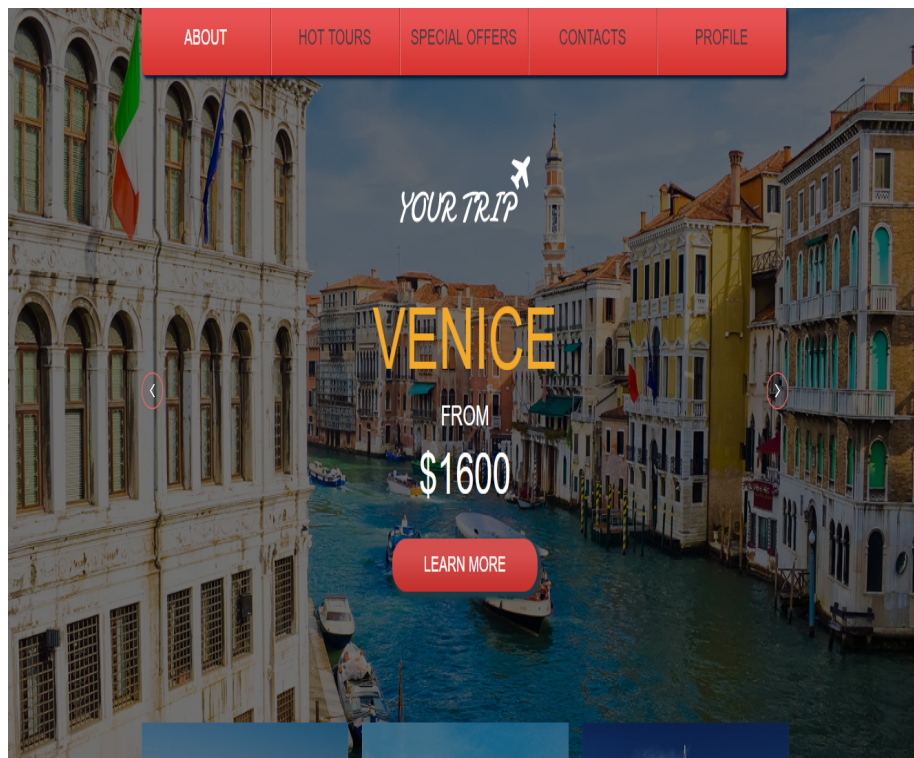 ABOUT
HOT TOURS
SPECIAL OFFERS
CONTACTS
PROFILE
YOUR TRIP
VENICE
FROM
$1600
LEARN MORE